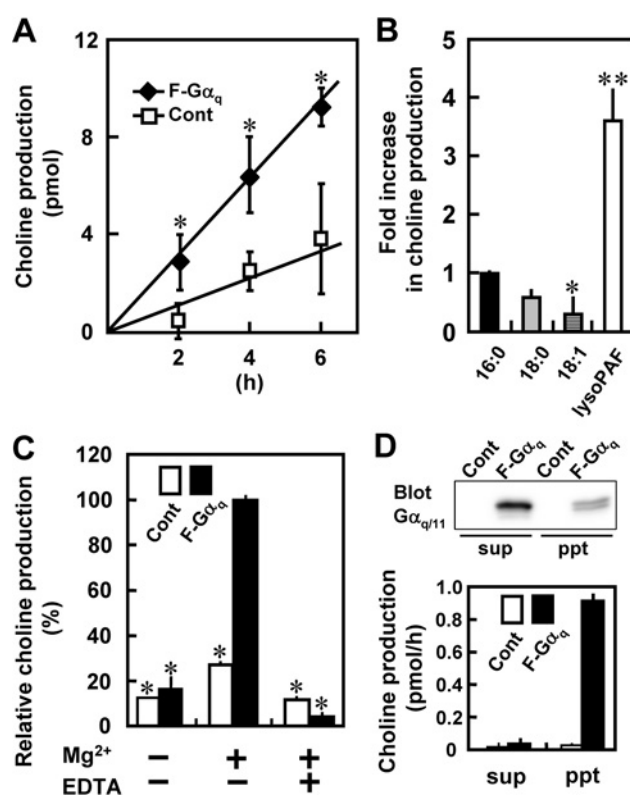 A
Choline production
(pmol)
12
8
4
0
F-Gαq
Cont
*
*
*
2
4
6
(h)
B
Fold increase
in choline production
5
4
3
2
1
0
*
**
16:0
18:0
18:1
lysoPAF
C
Relative choline production
(%)
120
100
80
60
40
20
0
Cont
F-Gαq
*
*
*
*
*
Mg2+
− + +
EDTA
− − +
D
Cont
F-Gαq
Cont
F-Gαq
Blot
Gαq/11
sup
ppt
Choline production
(pmol/h)
1.0
0.8
0.6
0.4
0.2
0
Cont
F-Gαq
sup
ppt